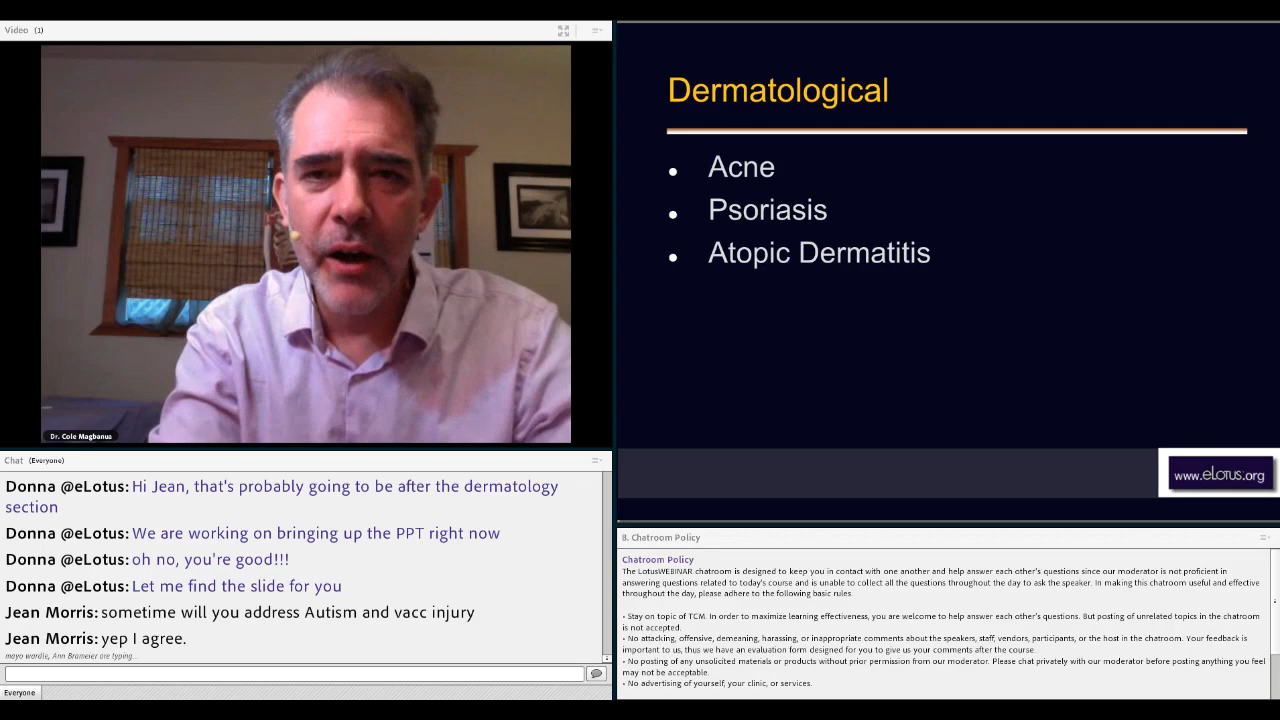 Video (1)
Dr. Cole Magbanua
Dermatological
• Acne
• Psoriasis
• Atopic Dermatitis
www.eLotus.org
Chat (Everyone)
Donna @eLotus: Hi Jean, that's probably going to be after the dermatology
section
Donna @eLotus: We are working on bringing up the PPT right now
Donna @eLotus: oh no, you're good!!!
Donna @eLotus: Let me find the slide for you
Jean Morris: sometime will you address Autism and vacc injury
Jean Morris: yep I agree.
mayo wardle, Ann Brameier are typing...
Everyone
B. Chatroom Policy
Chatroom Policy
The LotusWEBINAR chatroom is designed to keep you in contact with one another and help answer each other's questions since our moderator is not proficient in
answering questions related to today's course and is unable to collect all the questions throughout the day to ask the speaker. In making this chatroom useful and effective
throughout the day, please adhere to the following basic rules.
• Stay on topic of TCM. In order to maximize learning effectiveness, you are welcome to help answer each other's questions. But posting of unrelated topics in the chatroom
is not accepted.
• No attacking, offensive, demeaning, harassing, or inappropriate comments about the speakers, staff, vendors, participants, or the host in the chatroom. Your feedback is
important to us, thus we have an evaluation form designed for you to give us your comments after the course.
• No posting of any unsolicited materials or products without prior permission from our moderator. Please chat privately with our moderator before posting anything you feel
may not be acceptable.
• No advertising of yourself, your clinic, or services.